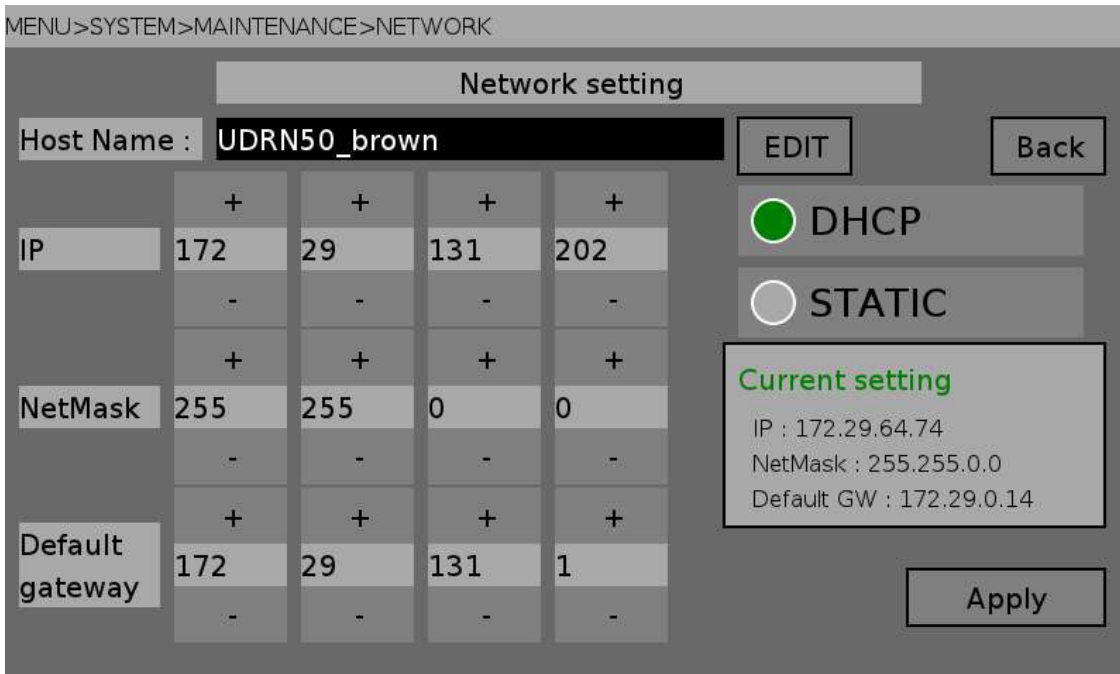 MENU>SYSTEM>MAINTENANCE>NETWORK
Network setting
Host Name : UDRN50_brown EDIT Back
+ + + +
IP 172 29 131 202
- - - -
DHCP
STATIC
+ + + +
NetMask 255 255 0 0
- - - -
Current setting
IP : 172.29.64.74
NetMask : 255.255.0.0
Default GW : 172.29.0.14
+ + + +
Default
gateway
172 29 131 1
- - - -
Apply